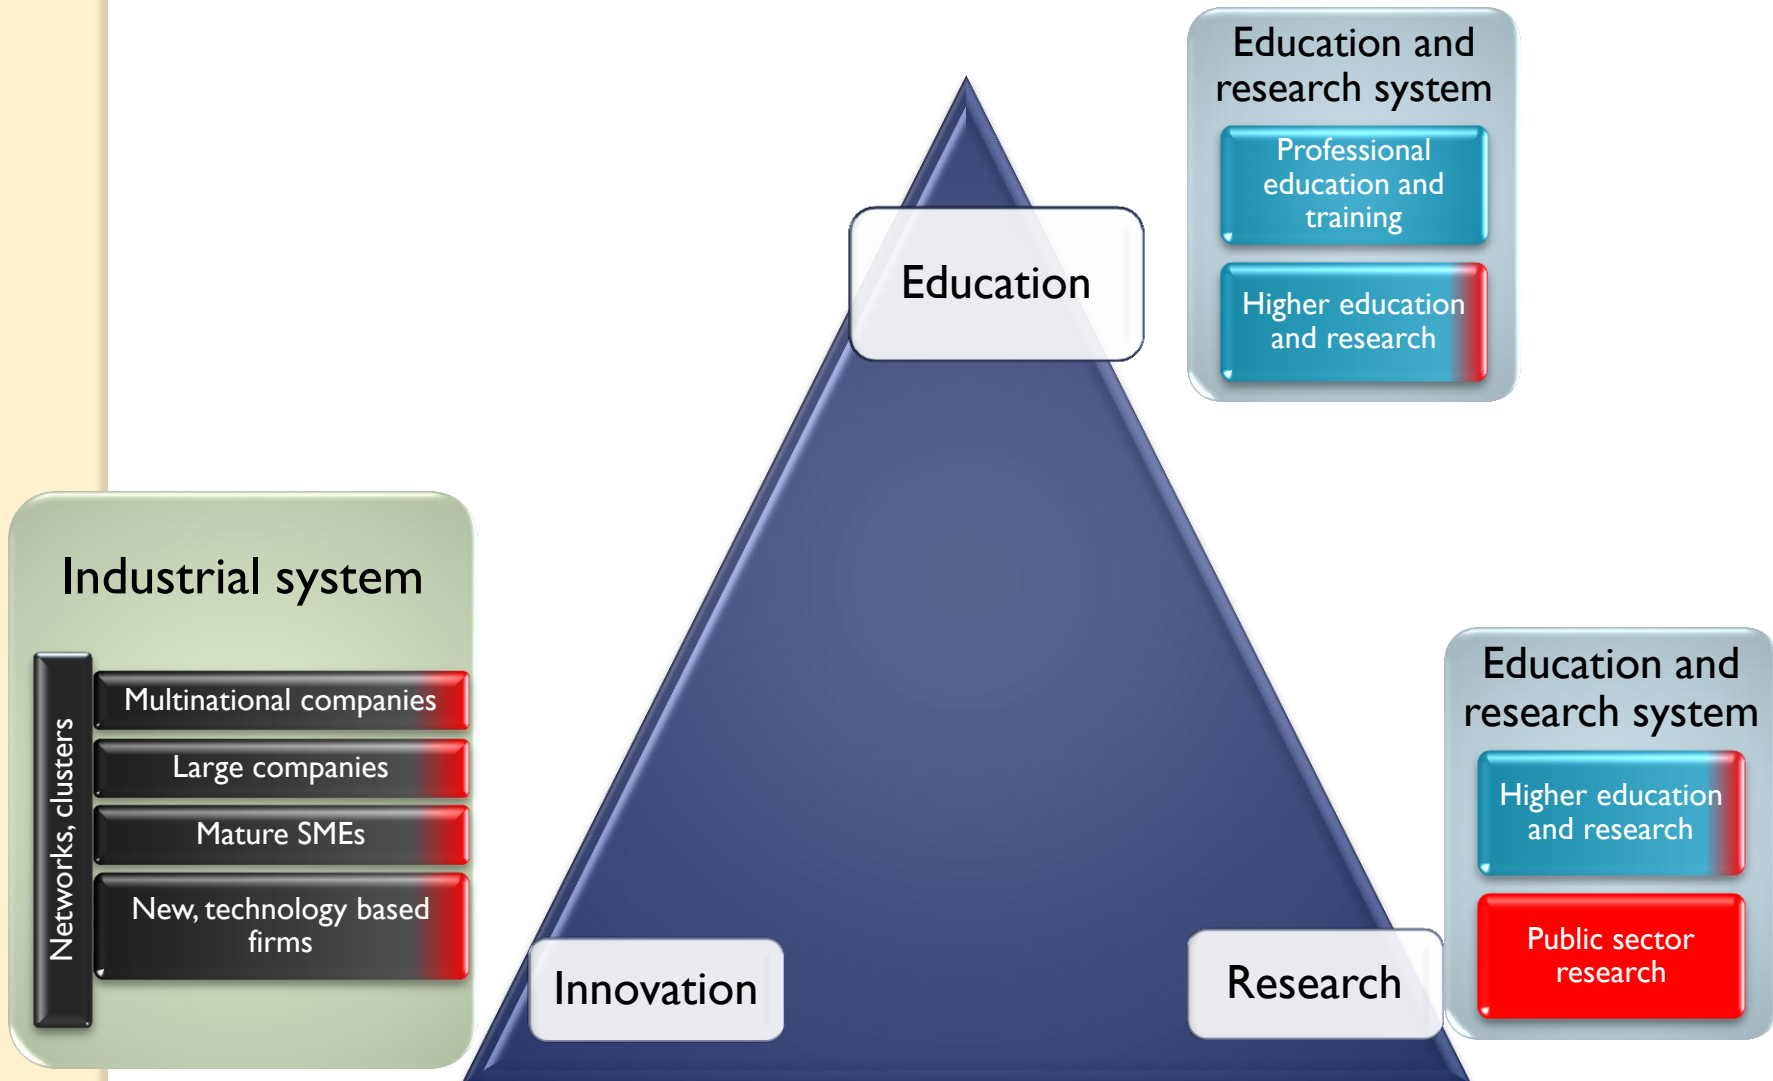 Education and
research system
Professional
education and
training
Higher education
and research
Education
Industrial system
Networks, clusters
Multinational companies
Large companies
Mature SMEs
New, technology based
firms
Innovation
Research
Education and
research system
Higher education
and research
Public sector
research